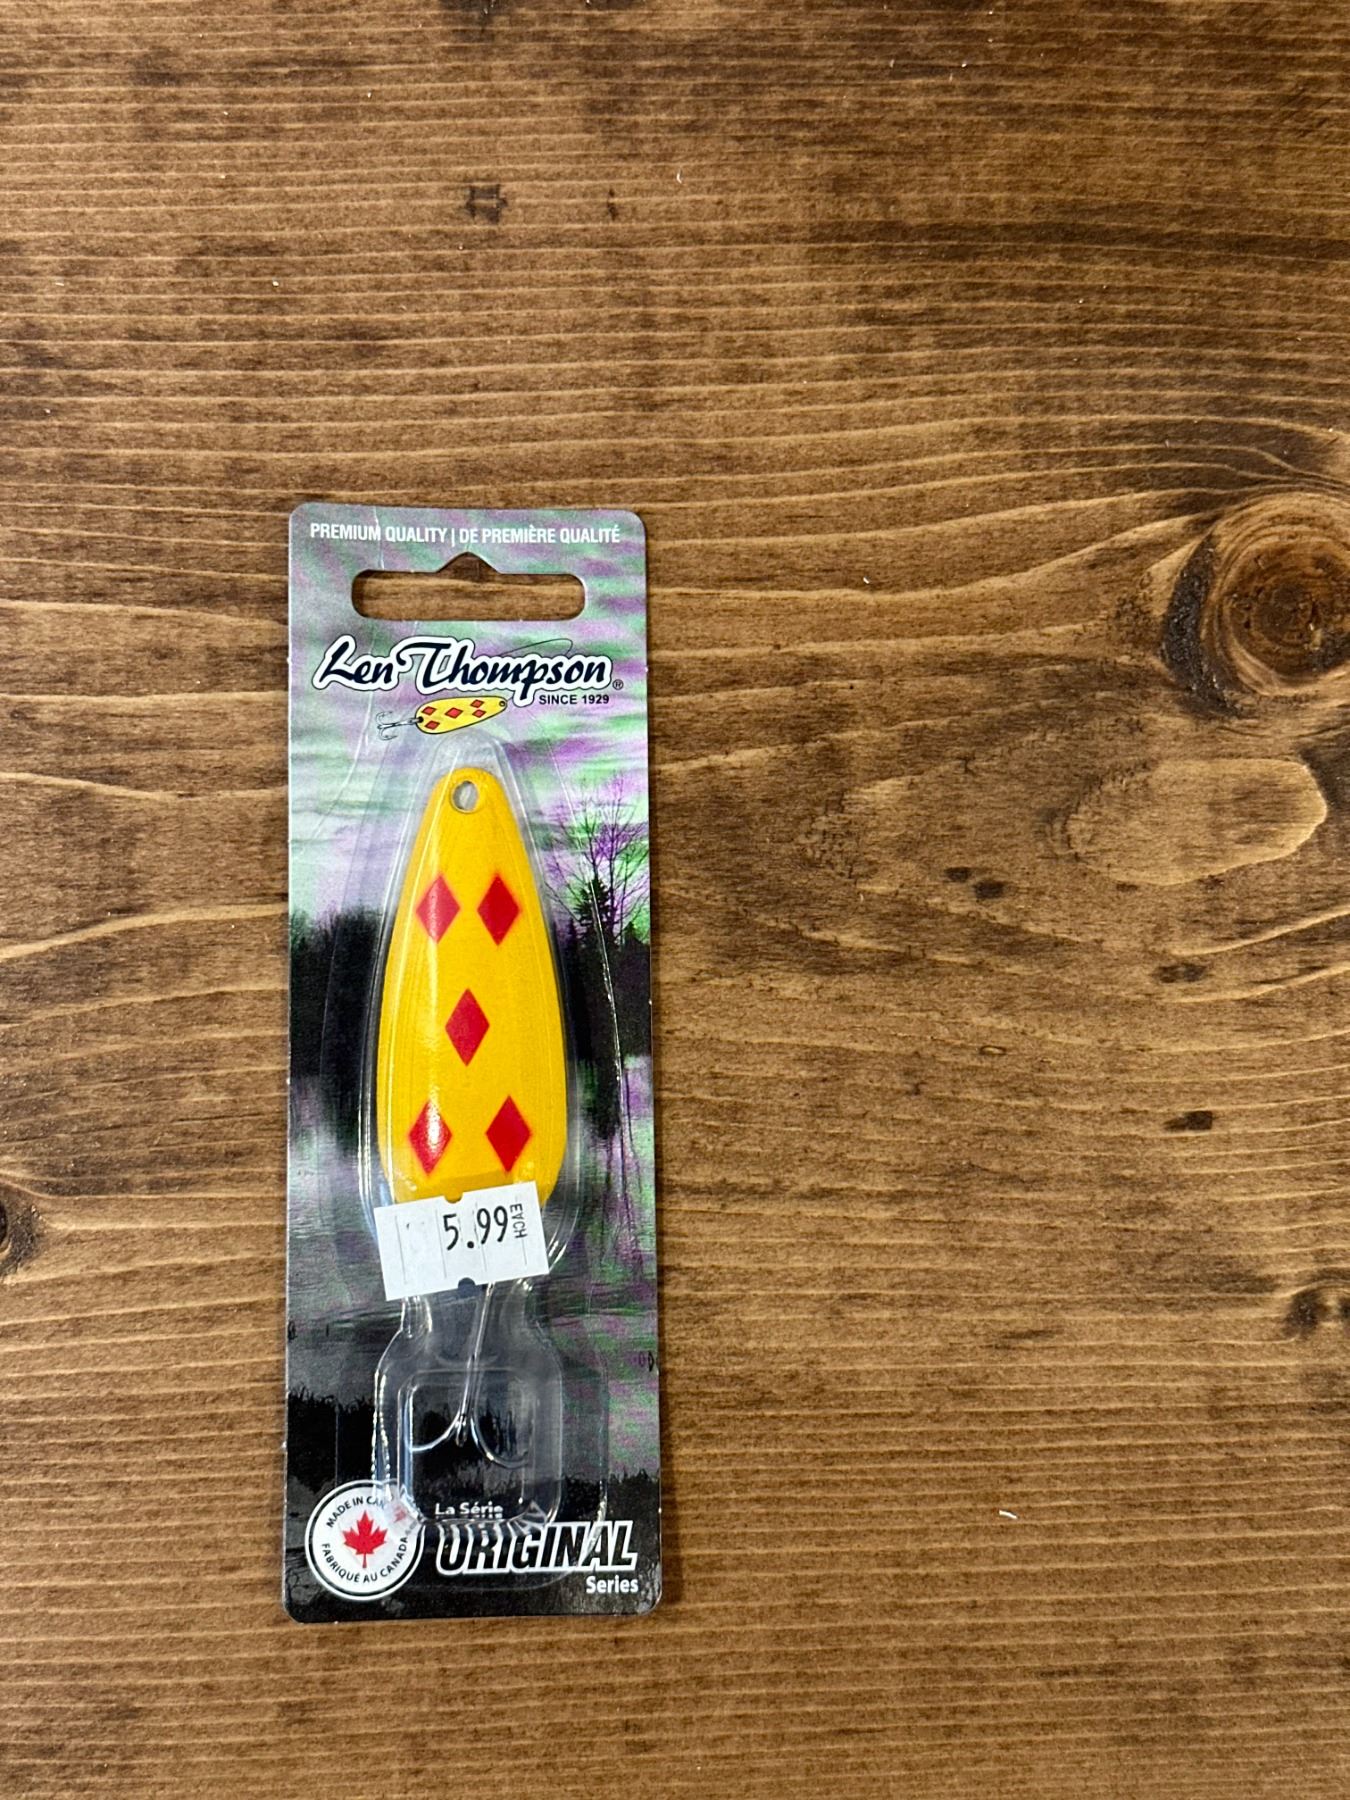 PREMIUM QUALITY | DE PREMIÈRE QUALITÉ
Len Thompson®
SINCE 1929
5.99 EACH
MADE IN
FABRIQUÉ AU CANADA
La Série
ORIGINAL
Series